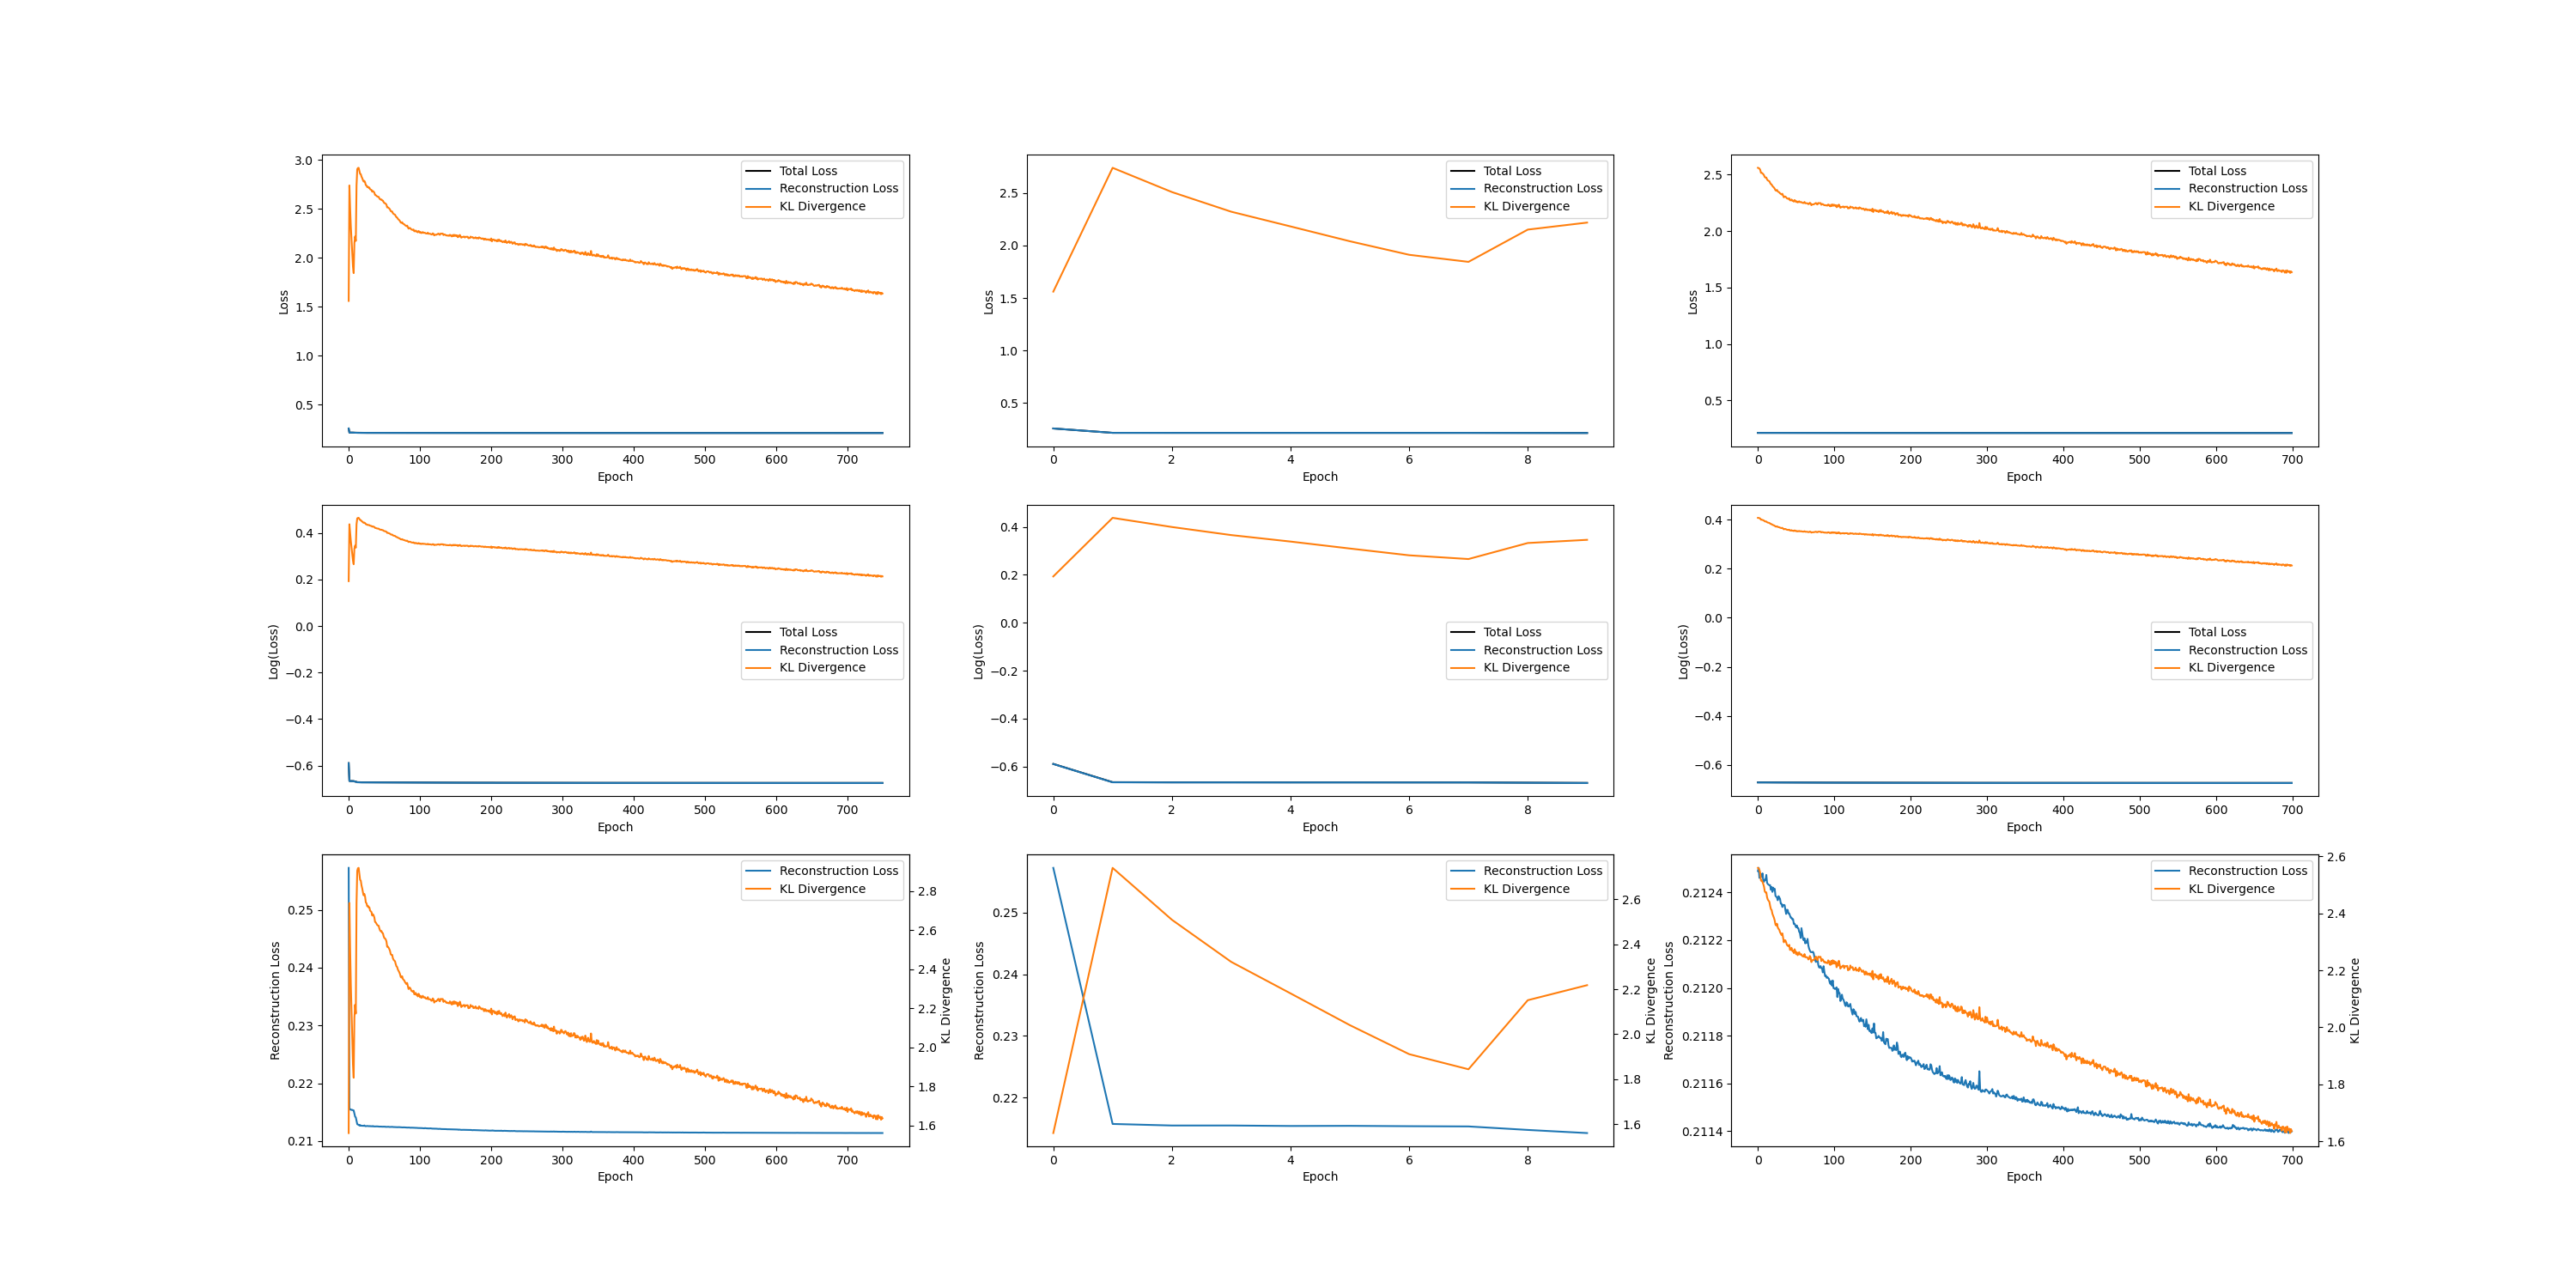 3.0
2.5
2.0
1.5
1.0
0.5
Loss
Total Loss
Reconstruction Loss
KL Divergence
0 100 200 300 400 500 600 700
Epoch
2.5
2.0
1.5
1.0
0.5
Loss
Total Loss
Reconstruction Loss
KL Divergence
0 2 4 6 8
Epoch
2.5
2.0
1.5
1.0
0.5
Loss
Total Loss
Reconstruction Loss
KL Divergence
0 100 200 300 400 500 600 700
Epoch
0.4
0.2
0.0
−0.2
−0.4
−0.6
Log(Loss)
Total Loss
Reconstruction Loss
KL Divergence
0 100 200 300 400 500 600 700
Epoch
0.4
0.2
0.0
−0.2
−0.4
−0.6
Log(Loss)
Total Loss
Reconstruction Loss
KL Divergence
0 2 4 6 8
Epoch
0.4
0.2
0.0
−0.2
−0.4
−0.6
Log(Loss)
Total Loss
Reconstruction Loss
KL Divergence
0 100 200 300 400 500 600 700
Epoch
0.25
0.24
0.23
0.22
0.21
Reconstruction Loss
Reconstruction Loss
KL Divergence
2.8
2.6
2.4
2.2
2.0
1.8
1.6
KL Divergence
0 100 200 300 400 500 600 700
Epoch
0.25
0.24
0.23
0.22
Reconstruction Loss
Reconstruction Loss
KL Divergence
2.6
2.4
2.2
2.0
1.8
1.6
KL Divergence
0 2 4 6 8
Epoch
0.2124
0.2122
0.2120
0.2118
0.2116
0.2114
Reconstruction Loss
Reconstruction Loss
KL Divergence
2.6
2.4
2.2
2.0
1.8
1.6
KL Divergence
0 100 200 300 400 500 600 700
Epoch